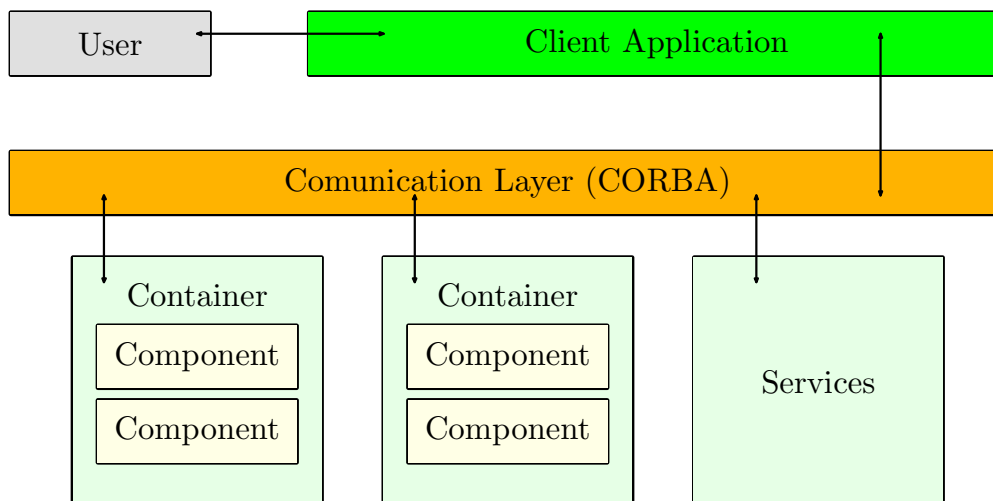 User
Client Application
Comunication Layer (CORBA)
Container
Component
Component
Container
Component
Component
Services